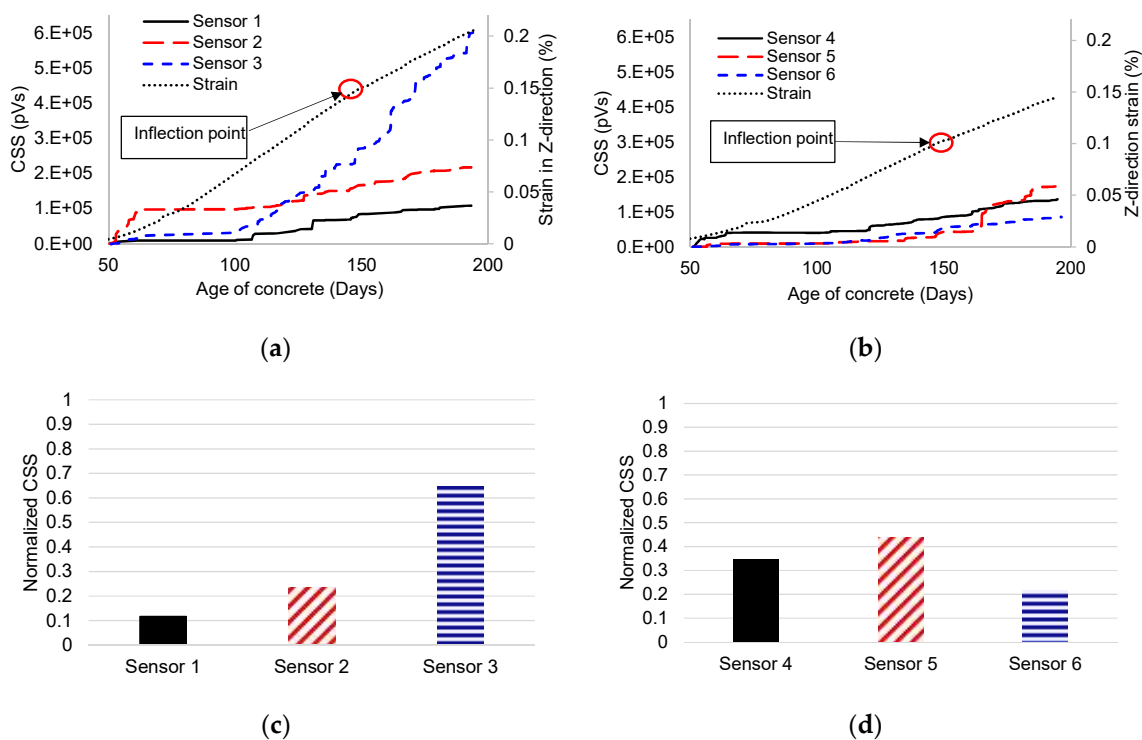 Sensor 1
Sensor 2
Sensor 3
Strain
Inflection point
6.E+05
5.E+05
4.E+05
3.E+05
2.E+05
1.E+05
0.E+00
CSS (pVs)
0.2
0.15
0.1
0.05
0
Strain in Z-direction (%)
50
100
150
200
Age of concrete (Days)
(a)
Sensor 4
Sensor 5
Sensor 6
Strain
Inflection point
6.E+05
5.E+05
4.E+05
3.E+05
2.E+05
1.E+05
0.E+00
CSS (pVs)
0.2
0.15
0.1
0.05
0
Z-direction strain (%)
50
100
150
200
Age of concrete (Days)
(b)
1
0.9
0.8
0.7
0.6
0.5
0.4
0.3
0.2
0.1
0
Normalized CSS
Sensor 1
Sensor 2
Sensor 3
(c)
1
0.9
0.8
0.7
0.6
0.5
0.4
0.3
0.2
0.1
0
Normalized CSS
Sensor 4
Sensor 5
Sensor 6
(d)